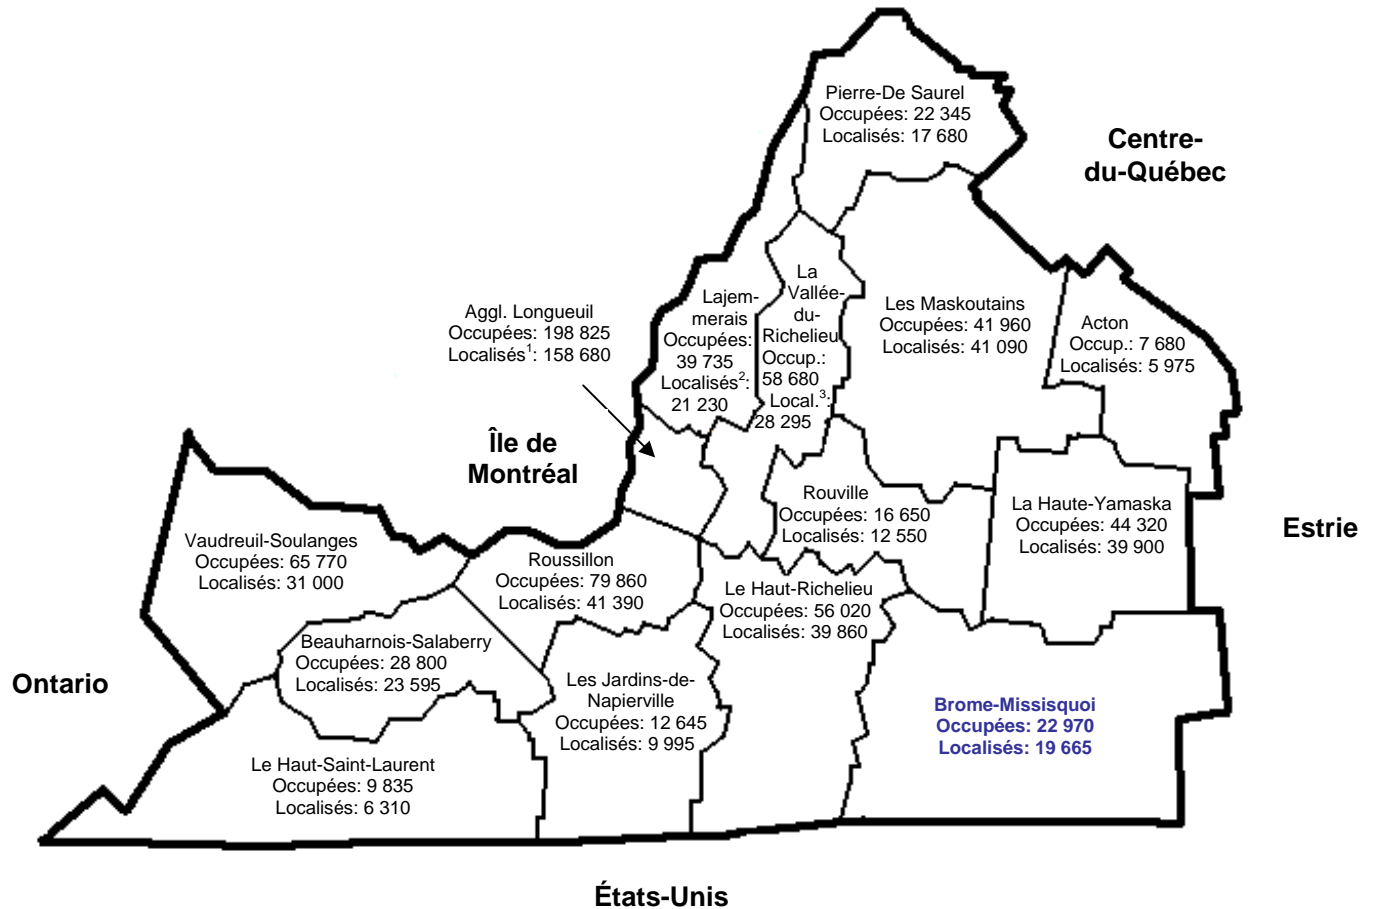 Pierre-De Saurel
Occupées: 22 345
Localisés: 17 680
Centre-
du-Québec
Lajem-
merais
Occupées:
39 735
Localisés2:
21 230
La
Vallée-
du-
Richelieu
Occup.:
58 680
Local.3:
28 295
Les Maskoutains
Occupées: 41 960
Localisés: 41 090
Acton
Occup.: 7 680
Localisés: 5 975
Aggl. Longueuil
Occupées: 198 825
Localisés1: 158 680
Île de
Montréal
Rouville
Occupées: 16 650
Localisés: 12 550
La Haute-Yamaska
Occupées: 44 320
Localisés: 39 900
Estrie
Vaudreuil-Soulanges
Occupées: 65 770
Localisés: 31 000
Roussillon
Occupées: 79 860
Localisés: 41 390
Le Haut-Richelieu
Occupées: 56 020
Localisés: 39 860
Beauharnois-Salaberry
Occupées: 28 800
Localisés: 23 595
Ontario
Les Jardins-de-
Napierville
Occupées: 12 645
Localisés: 9 995
Brome-Missisquoi
Occupées: 22 970
Localisés: 19 665
Le Haut-Saint-Laurent
Occupées: 9 835
Localisés: 6 310
États-Unis